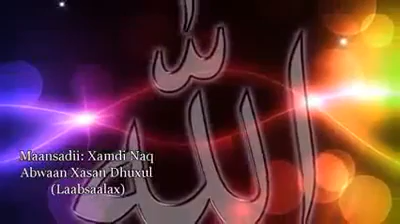 الله
Maansadii: Xamdi Naq
Abwaan Xasan Dhuxul
(Laabsaalax)